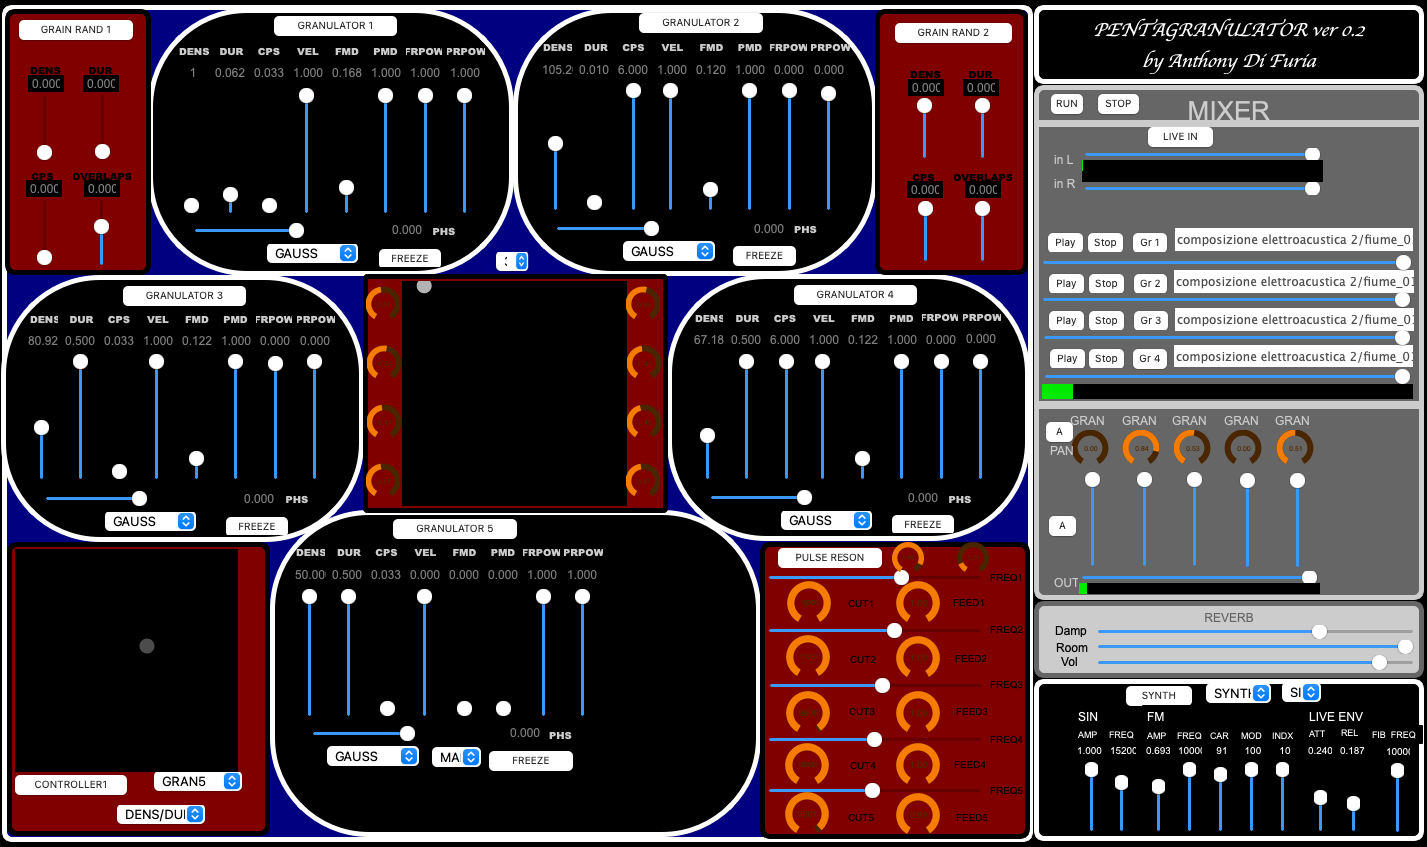 GRAIN RAND 1
DENS DUR
0.000 0.000
CPS OVERLAPS
0.000 0.000
GRANULATOR 1
DENS DUR CPS VEL FMD PMD FRPOW PRPOW
1 0.062 0.033 1.000 0.168 1.000 1.000 1.000
0.000 PHS
GAUSS
FREEZE
GRANULATOR 2
DENS DUR CPS VEL FMD PMD FRPOW PRPOW
105.2 0.010 6.000 1.000 0.120 1.000 0.000 0.000
0.000 PHS
GAUSS
FREEZE
GRAIN RAND 2
DENS DUR
0.000 0.000
CPS OVERLAPS
0.000 0.000
PENTAGRANULATOR ver 0.2
by Anthony Di Furia
RUN STOP MIXER
LIVE IN
in L
in R
Play Stop Gr 1 composizione elettroacustica 2/fiume_01
Play Stop Gr 2 composizione elettroacustica 2/fiume_01
Play Stop Gr 3 composizione elettroacustica 2/fiume_01
Play Stop Gr 4 composizione elettroacustica 2/fiume_01
GRAN GRAN GRAN GRAN GRAN
A
PAN 0.00 0.84 0.53 0.00 0.51
A
OUT
GRANULATOR 3
DENS DUR CPS VEL FMD PMD FRPOW PRPOW
80.92 0.500 0.033 1.000 0.122 1.000 0.000 0.000
0.000 PHS
GAUSS
FREEZE
GRANULATOR 4
DENS DUR CPS VEL FMD PMD FRPOW PRPOW
67.18 0.500 6.000 1.000 0.122 1.000 0.000 0.000
0.000 PHS
GAUSS
FREEZE
GRANULATOR 5
DENS DUR CPS VEL FMD PMD FRPOW PRPOW
50.00 0.500 0.033 0.000 0.000 0.000 1.000 1.000
0.000 PHS
GAUSS MA FREEZE
CONTROLLER1 GRAN5
DENS/DU
PULSE RESON
FREQ1
CUT1 FEED1
FREQ2
CUT2 FEED2
FREQ3
CUT3 FEED3
FREQ4
CUT4 FEED4
FREQ5
CUT5 FEED5
REVERB
Damp
Room
Vol
SYNTH SYNTH SI
SIN FM LIVE ENV
AMP FREQ AMP FREQ CAR MOD INDX ATT REL FIB FREQ
1.000 15200 0.693 10000 91 100 10 0.240 0.187 10000